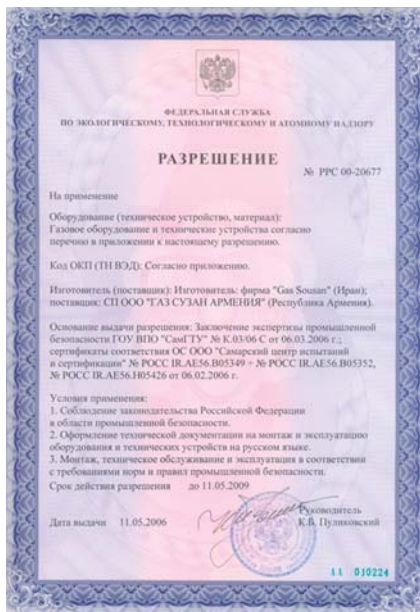 ФЕДЕРАЛЬНАЯ СЛУЖБА
ПО ЭКОЛОГИЧЕСКОМУ, ТЕХНОЛОГИЧЕСКОМУ И АТОМНОМУ НАДЗОРУ
РАЗРЕШЕНИЕ
№ РРС 00-20677
На применение
Оборудование (техническое устройство, материал):
Газовое оборудование и технические устройства согласно
перечню в приложении к настоящему разрешению.
Код ОКП (ТН ВЭД): Согласно приложению.
Изготовитель (поставщик): Изготовитель: фирма "Gas Sousan" (Иран);
поставщик: СП ООО "ГАЗ СУЗАН АРМЕНИЯ" (Республика Армения).
Основание выдачи разрешения: Заключение экспертизы промышленной
безопасности ГОУ ВПО "СамГТУ" № К.03/06 С от 06.03.2006 г.;
сертификаты соответствия ОС ООО "Самарский центр испытаний
и сертификации" № РОСС IR.AE56.B05349 ÷ № РОСС IR.AE56.B05352,
№ РОСС IR.AE56.H05426 от 06.02.2006 г.
Условия применения:
1. Соблюдение законодательства Российской Федерации
в области промышленной безопасности.
2. Оформление технической документации на монтаж и эксплуатацию
оборудования и технических устройств на русском языке.
3. Монтаж, техническое обслуживание и эксплуатация в соответствии
с требованиями норм и правил промышленной безопасности.
Срок действия разрешения до 11.05.2009
Руководитель
Дата выдачи 11.05.2006 К.Б. Пуликовский
АА 010224